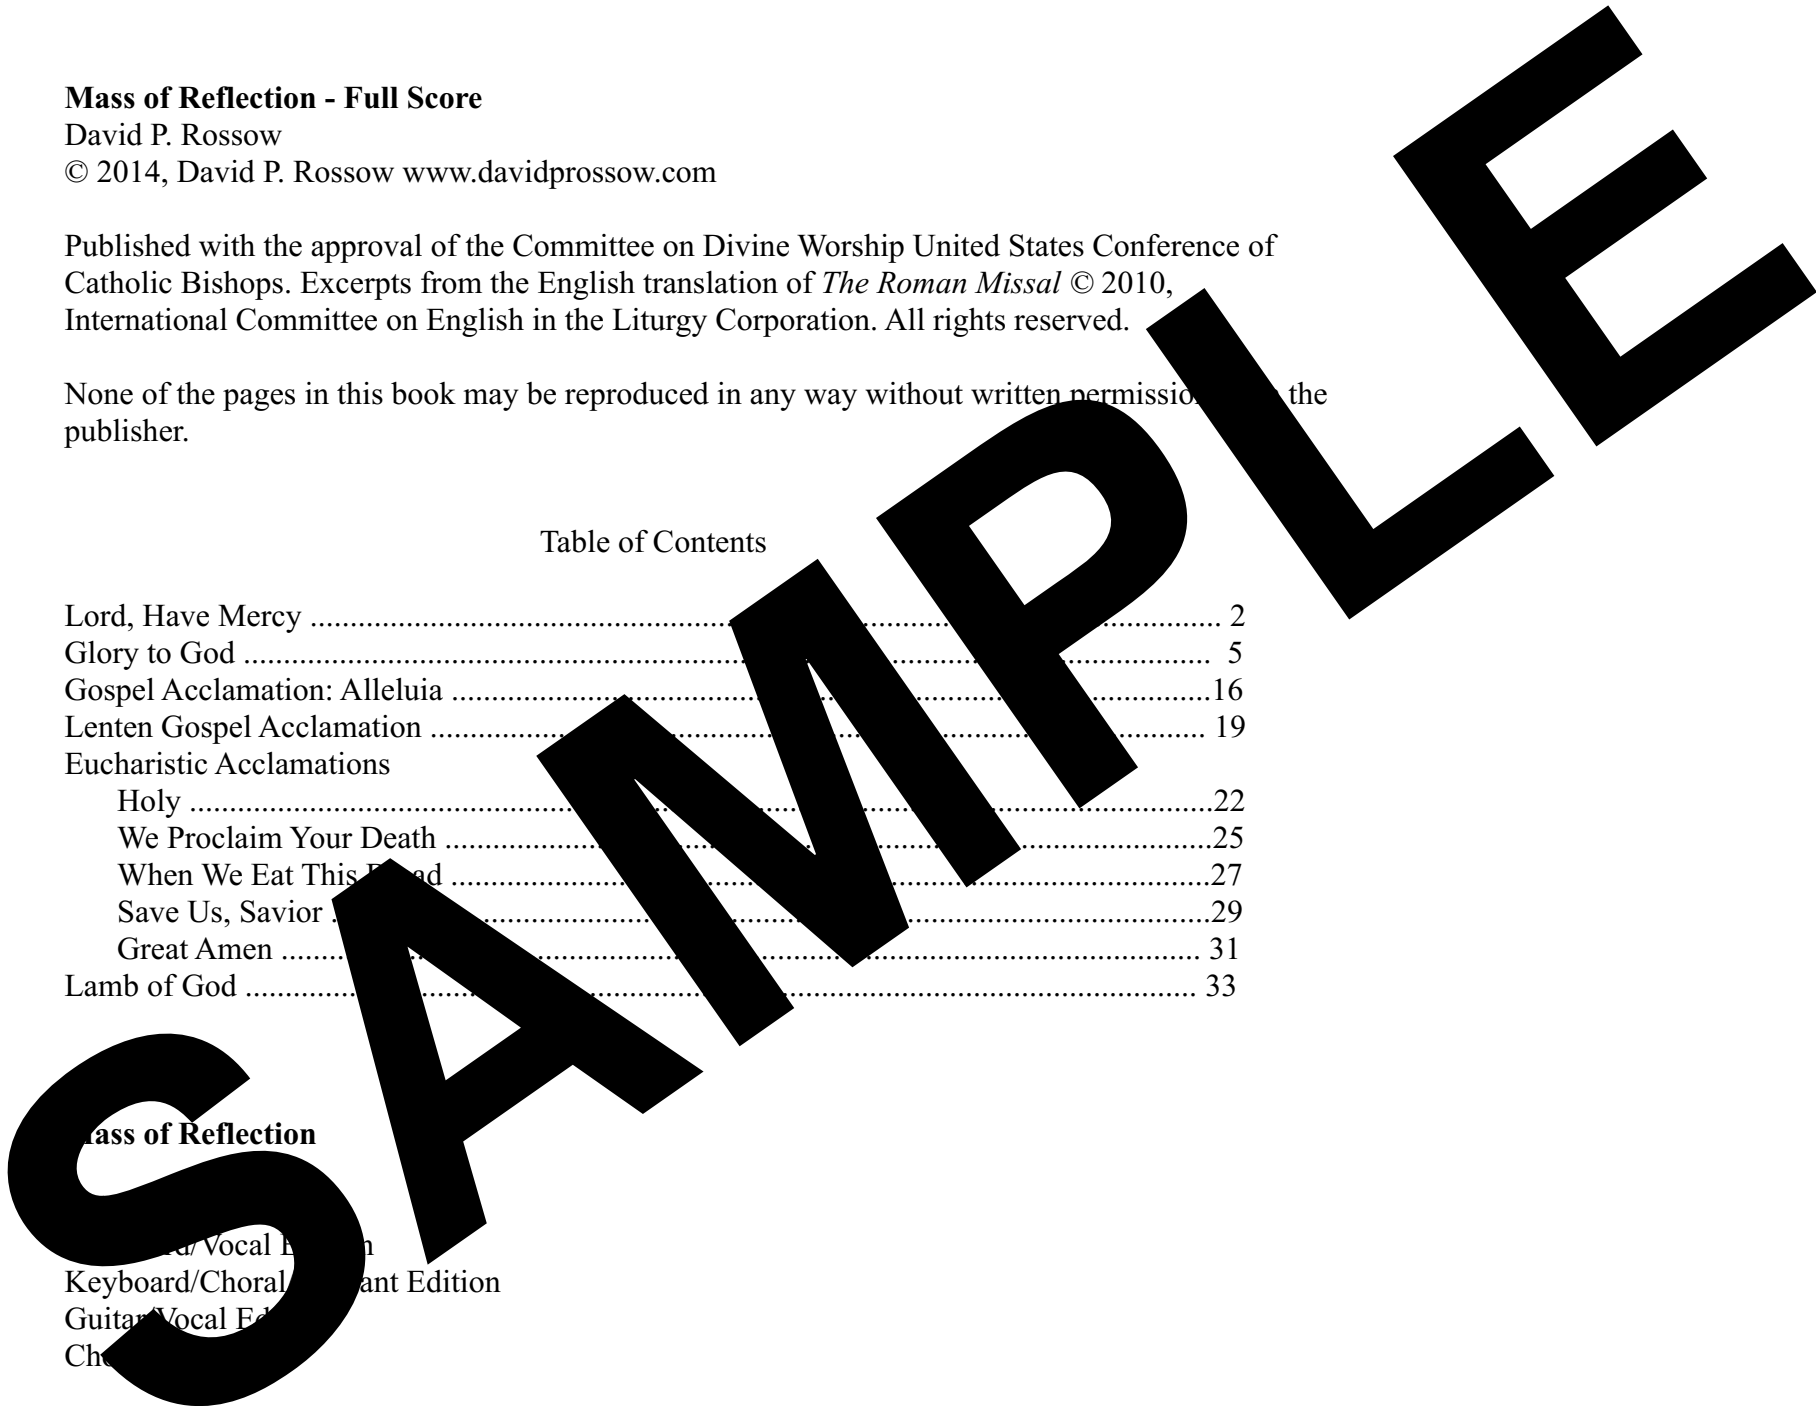 Mass of Reflection - Full Score
David P. Rossow
© 2014, David P. Rossow www.davidprossow.com
Published with the approval of the Committee on Divine Worship United States Conference of
Catholic Bishops. Excerpts from the English translation of The Roman Missal © 2010,
International Committee on English in the Liturgy Corporation. All rights reserved.
None of the pages in this book may be reproduced in any way without written permission the
publisher.
Table of Contents
Lord, Have Mercy ........ 2
Glory to God ........ 5
Gospel Acclamation: Alleluia ........16
Lenten Gospel Acclamation ........ 19
Eucharistic Acclamations
Holy ........22
We Proclaim Your Death ........25
When We Eat This Bread ........27
Save Us, Savior ........29
Great Amen ........ 31
Lamb of God ........ 33
Mass of Reflection
/Vocal
Keyboard/Choral Edition
Guitar/Vocal
SAMPLE